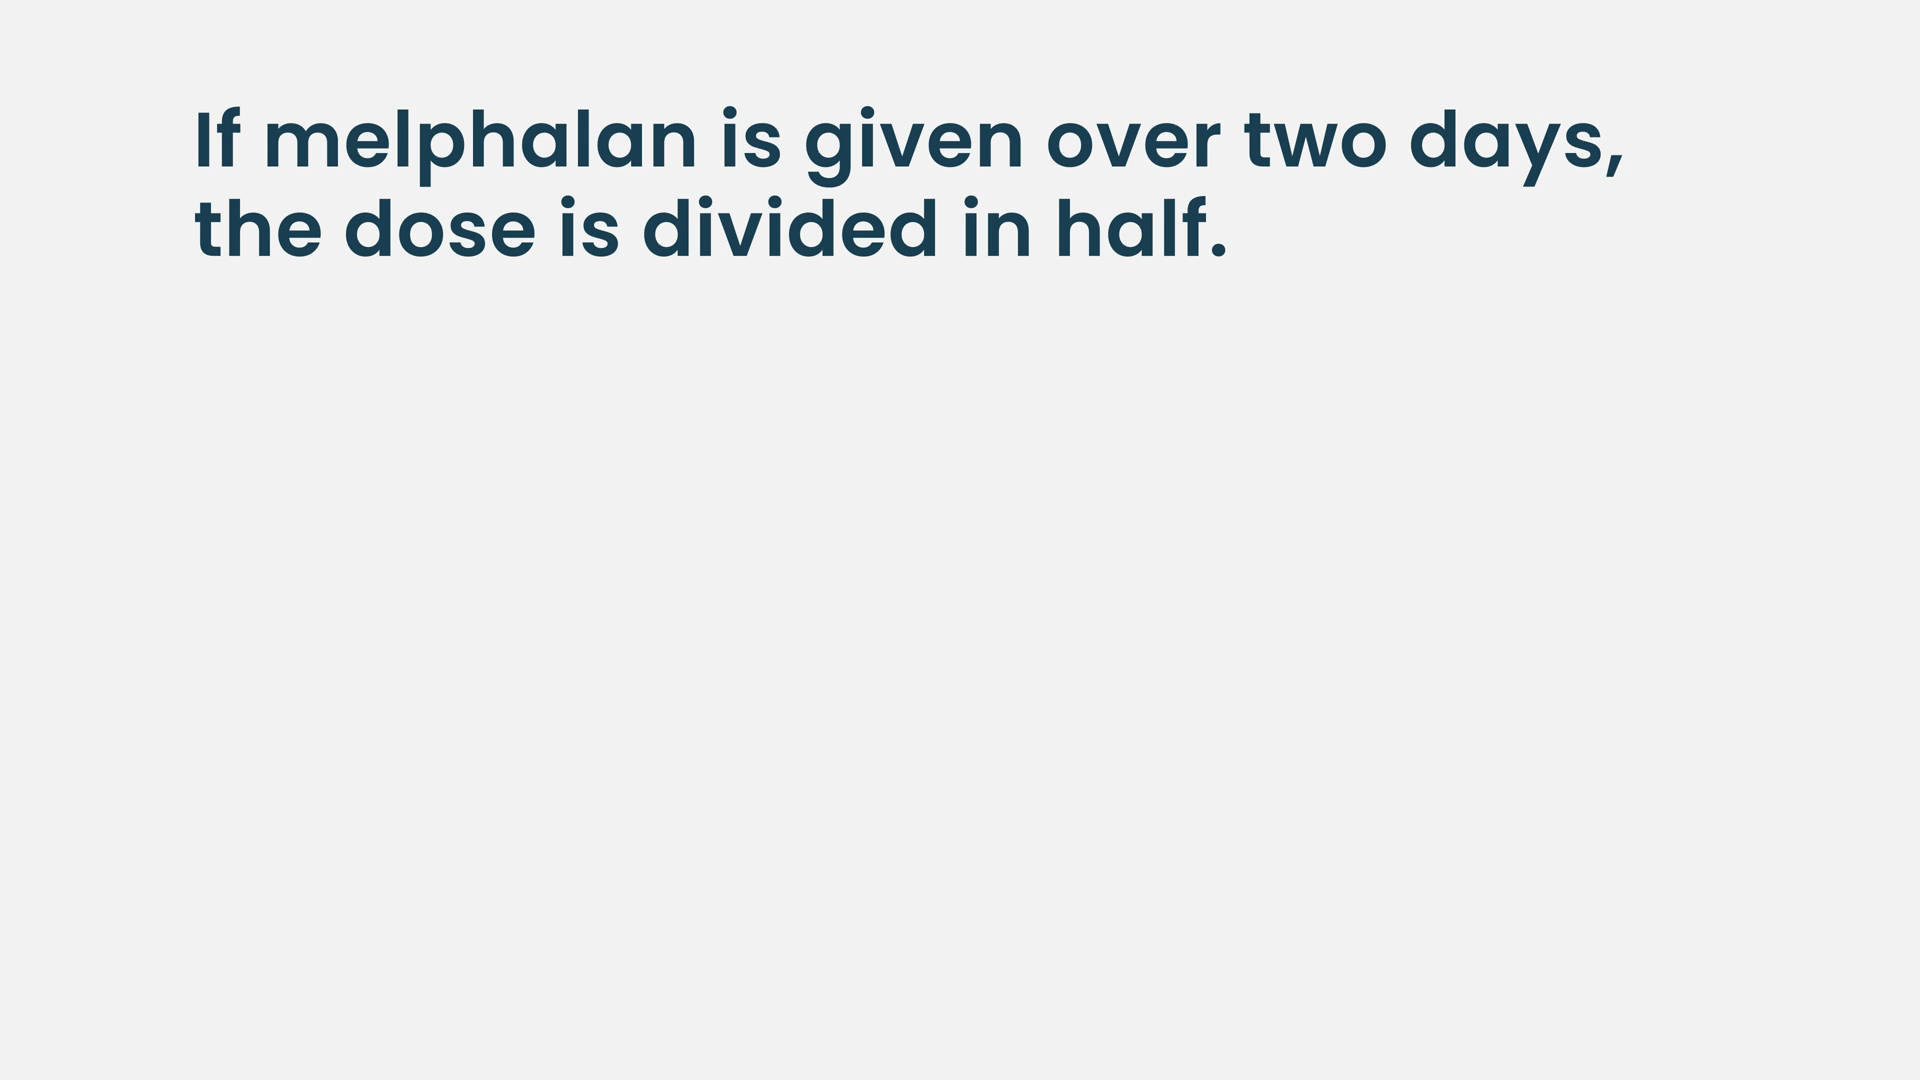 If melphalan is given over two days,
the dose is divided in half.